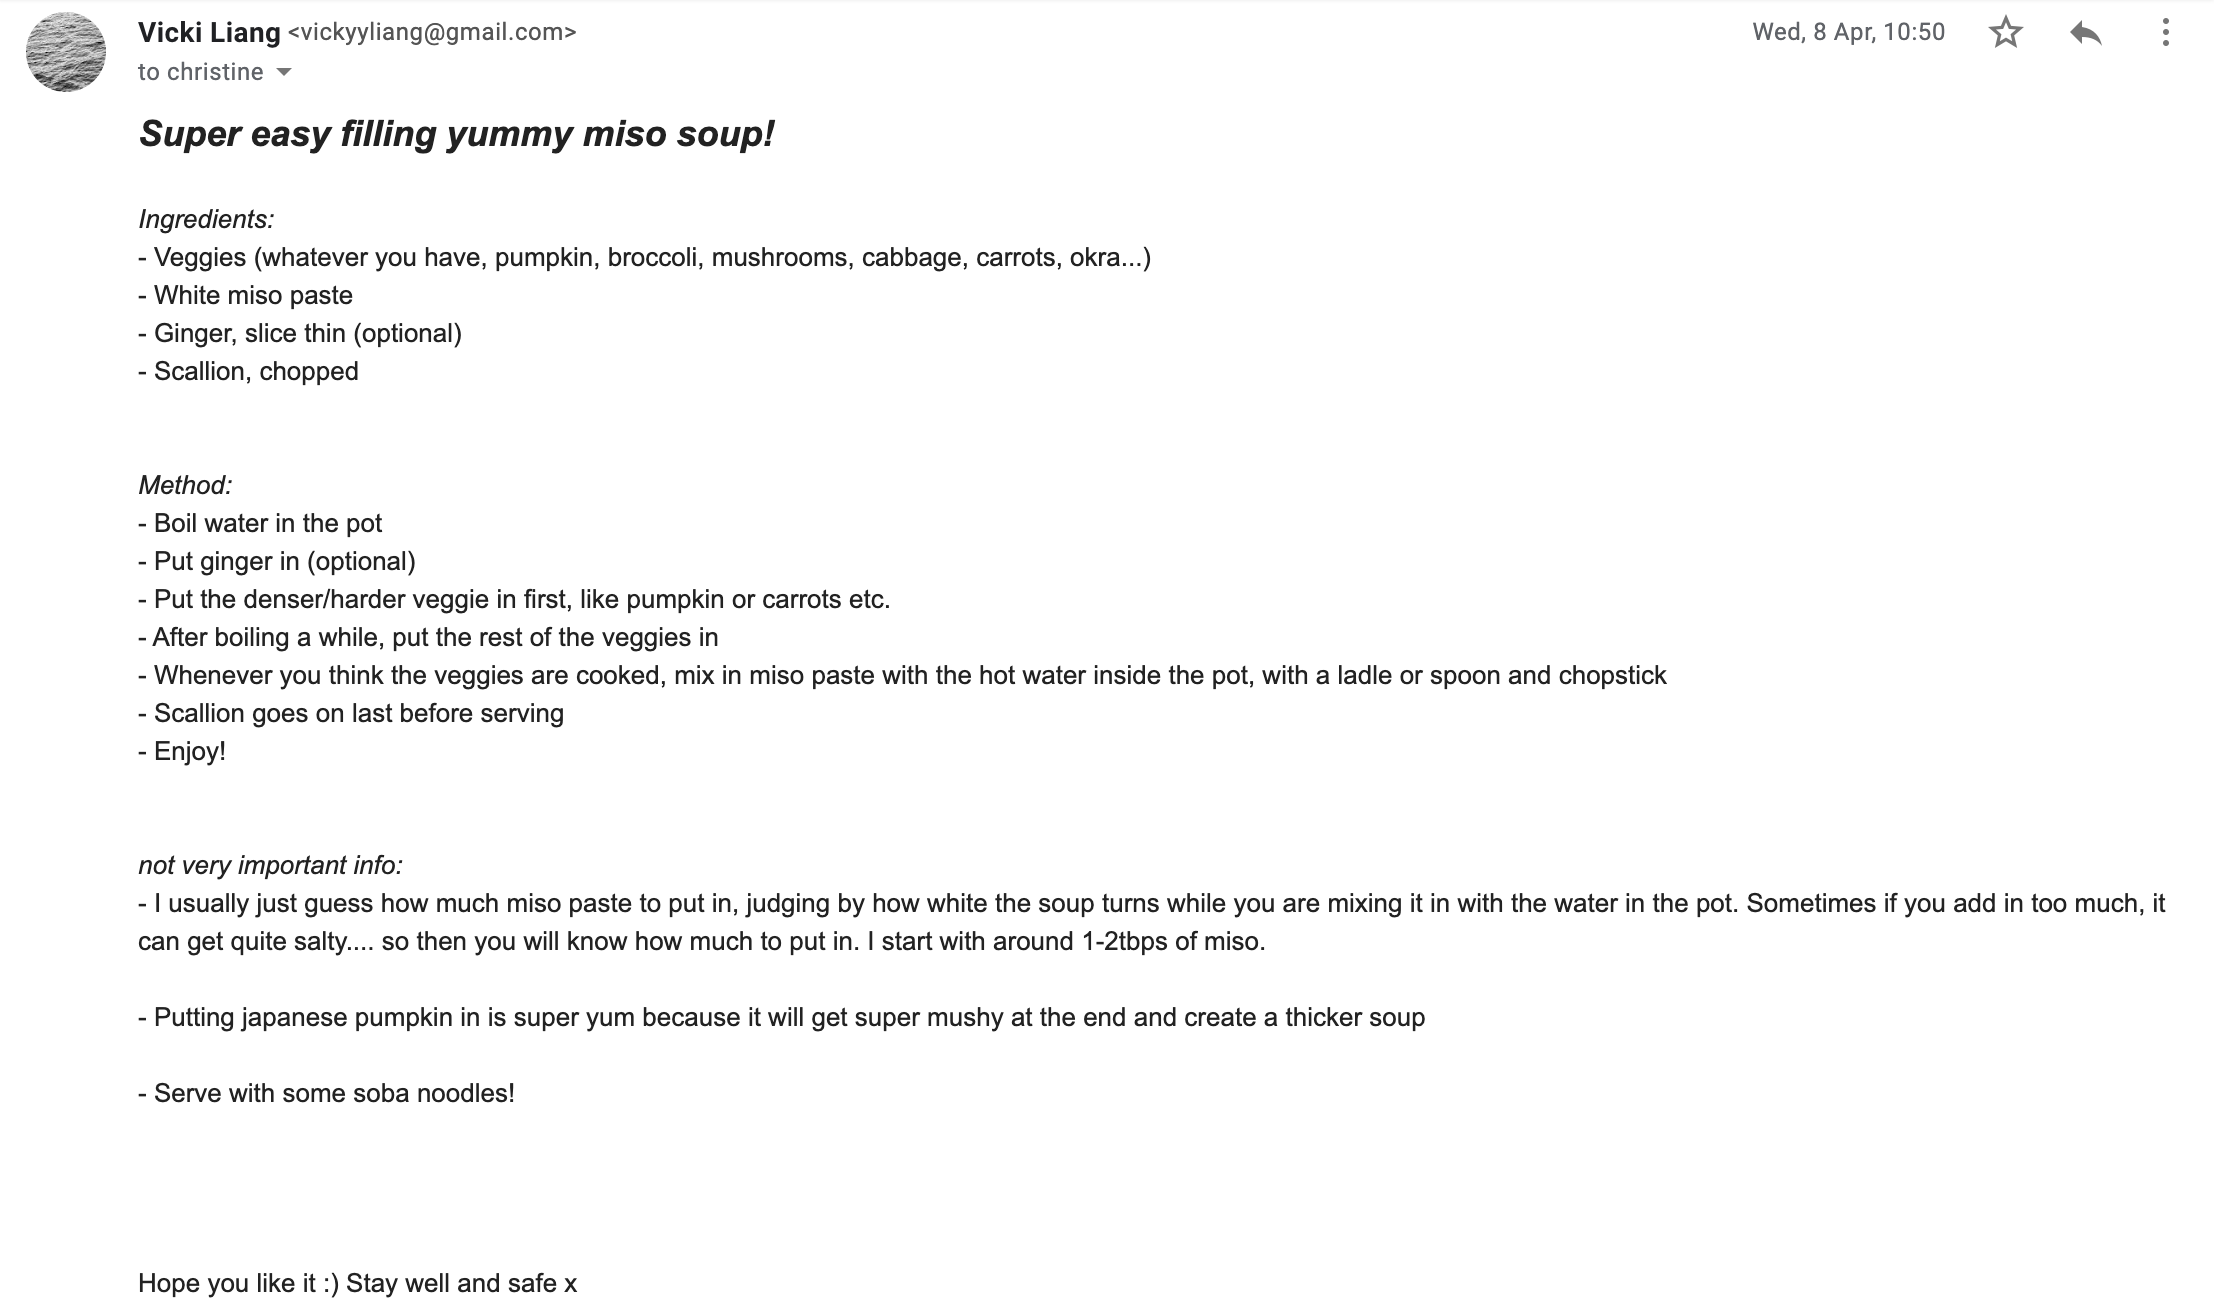 Vicki Liang <vickyyliang@gmail.com>
Wed, 8 Apr, 10:50
to christine
Super easy filling yummy miso soup!
Ingredients:
- Veggies (whatever you have, pumpkin, broccoli, mushrooms, cabbage, carrots, okra...)
- White miso paste
- Ginger, slice thin (optional)
- Scallion, chopped
Method:
- Boil water in the pot
- Put ginger in (optional)
- Put the denser/harder veggie in first, like pumpkin or carrots etc.
- After boiling a while, put the rest of the veggies in
- Whenever you think the veggies are cooked, mix in miso paste with the hot water inside the pot, with a ladle or spoon and chopstick
- Scallion goes on last before serving
- Enjoy!
not very important info:
- I usually just guess how much miso paste to put in, judging by how white the soup turns while you are mixing it in with the water in the pot. Sometimes if you add in too much, it
can get quite salty.... so then you will know how much to put in. I start with around 1-2tbps of miso.
- Putting japanese pumpkin in is super yum because it will get super mushy at the end and create a thicker soup
- Serve with some soba noodles!
Hope you like it :) Stay well and safe x